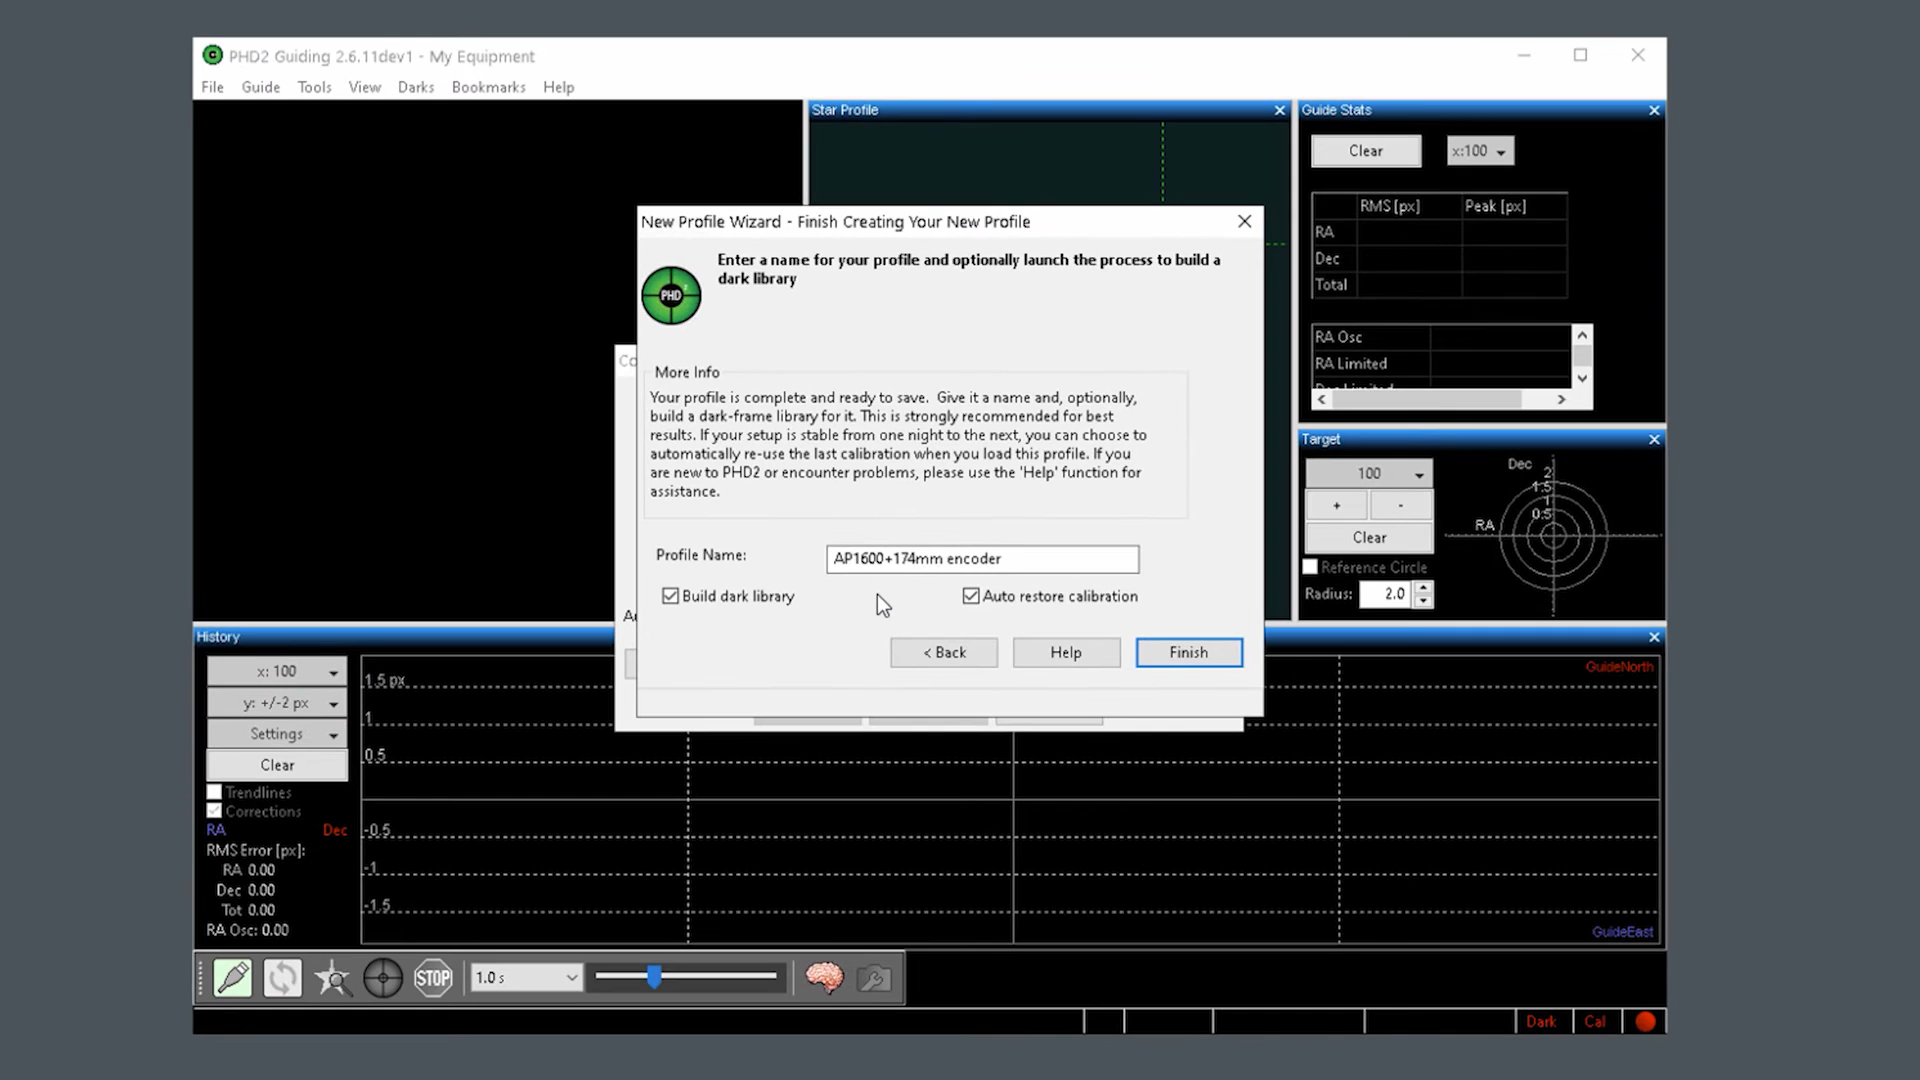 PHD2 Guiding 2.6.11dev1 - My Equipment
File Guide Tools View Darks Bookmarks Help
Star Profile
Guide Stats
Clear
x:100
RMS [px] Peak [px]
RA
Dec
Total
RA Osc
RA Limited
Dec Limited
New Profile Wizard - Finish Creating Your New Profile
PHD
Enter a name for your profile and optionally launch the process to build a
dark library
More Info
Your profile is complete and ready to save. Give it a name and, optionally,
build a dark-frame library for it. This is strongly recommended for best
results. If your setup is stable from one night to the next, you can choose to
automatically re-use the last calibration when you load this profile. If you
are new to PHD2 or encounter problems, please use the 'Help' function for
assistance.
Profile Name:
AP1600+174mm encoder
Build dark library
Auto restore calibration
< Back
Help
Finish
Target
100
+
-
Clear
Reference Circle
Radius: 2.0
Dec
2
1.5
1
0.5
RA
History
x: 100
y: +/-2 px
Settings
Clear
Trendlines
Corrections
RA Dec
RMS Error [px]:
RA 0.00
Dec 0.00
Tot 0.00
RA Osc: 0.00
1.5 px
1
0.5
-0.5
-1
-1.5
GuideNorth
GuideEast
STOP
1.0 s
Dark
Cal